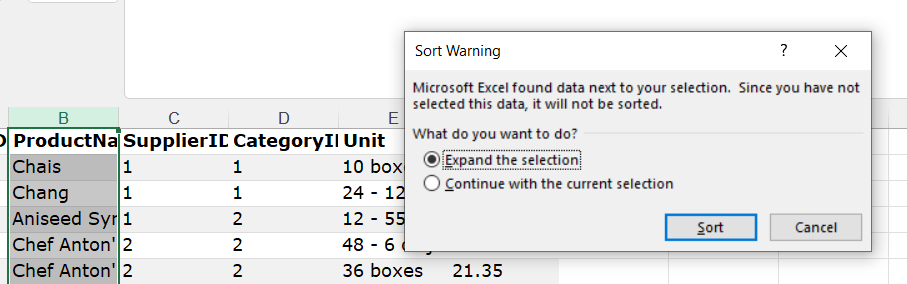 Sort Warning
?
Microsoft Excel found data next to your selection. Since you have not
selected this data, it will not be sorted.
What do you want to do?
Expand the selection
Continue with the current selection
Sort Cancel
B C D E
ProductNa SupplierID CategoryI Unit
Chais 1 1 10 boxe
Chang 1 1 24 - 12
Aniseed Syr 1 2 12 - 55
Chef Anton' 2 2 48 - 6
Chef Anton' 2 2 36 boxes 21.35